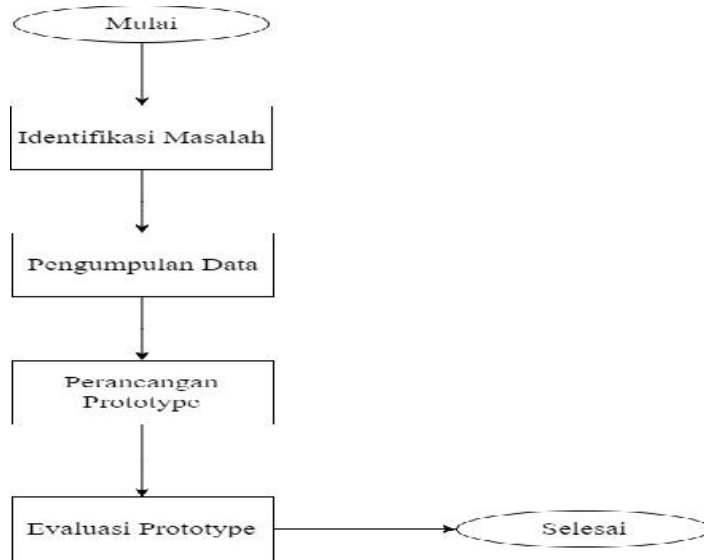 Mulai
Identifikasi Masalah
Pengumpulan Data
Perancangan
Prototype
Evaluasi Prototype
Selesai